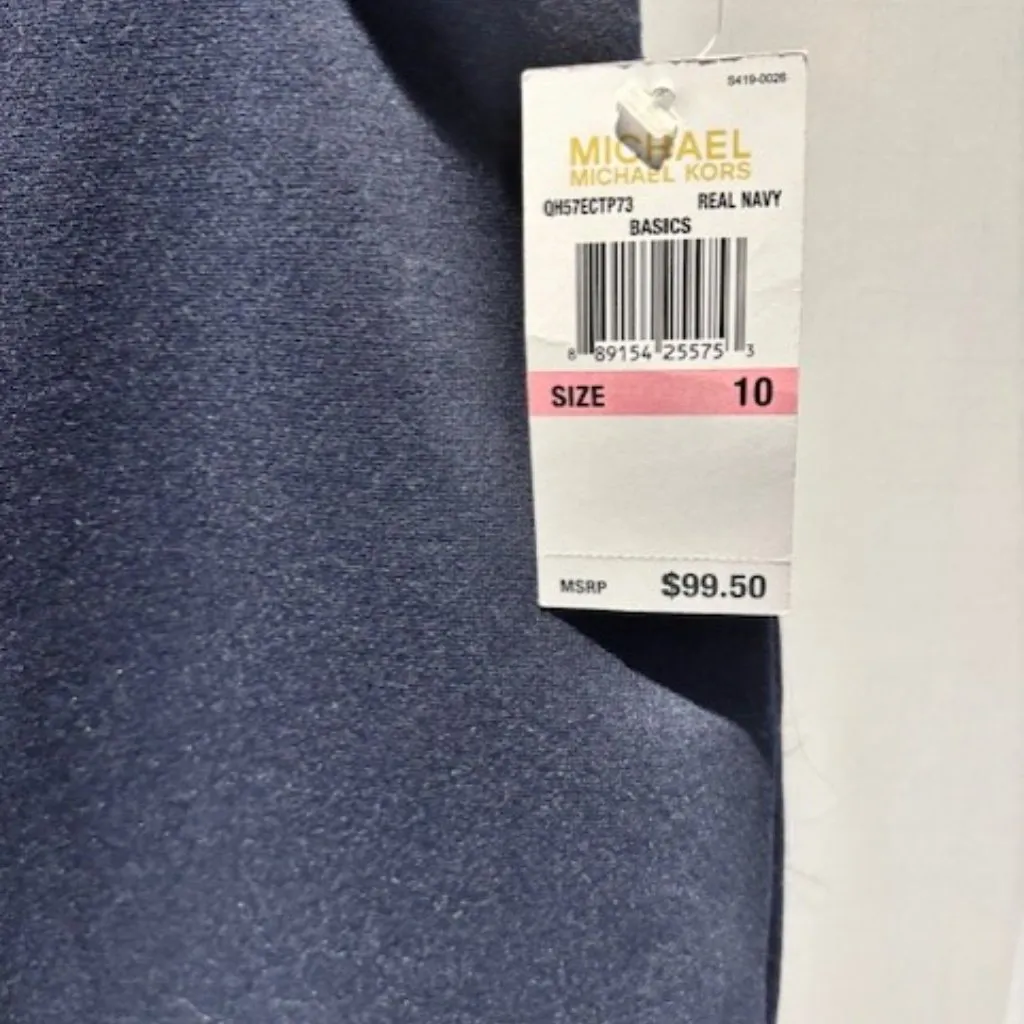 S419-0026
MICHAEL
MICHAEL KORS
QH57ECTP73 REAL NAVY
BASICS
8 89154 25575 3
SIZE 10
MSRP $99.50